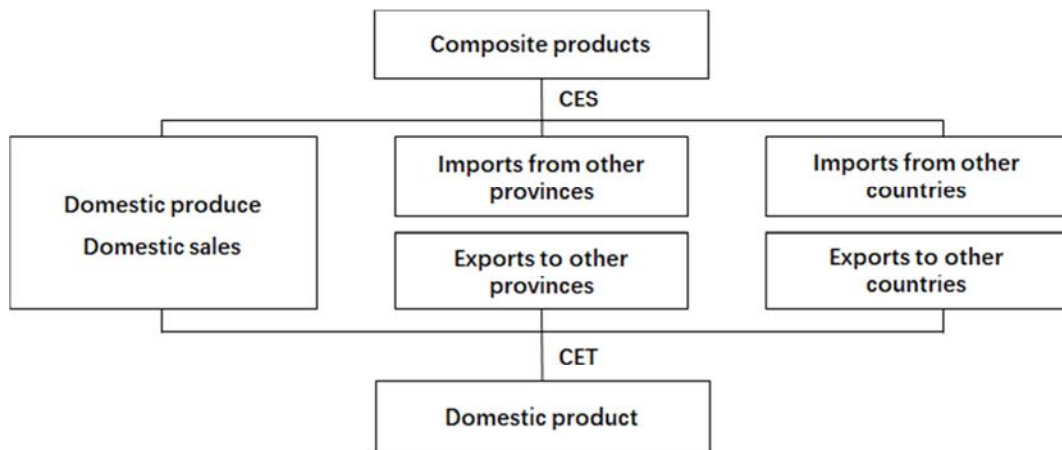 Composite products
CES
Domestic produce
Domestic sales
Imports from other
provinces
Imports from other
countries
Exports to other
provinces
Exports to other
countries
CET
Domestic product